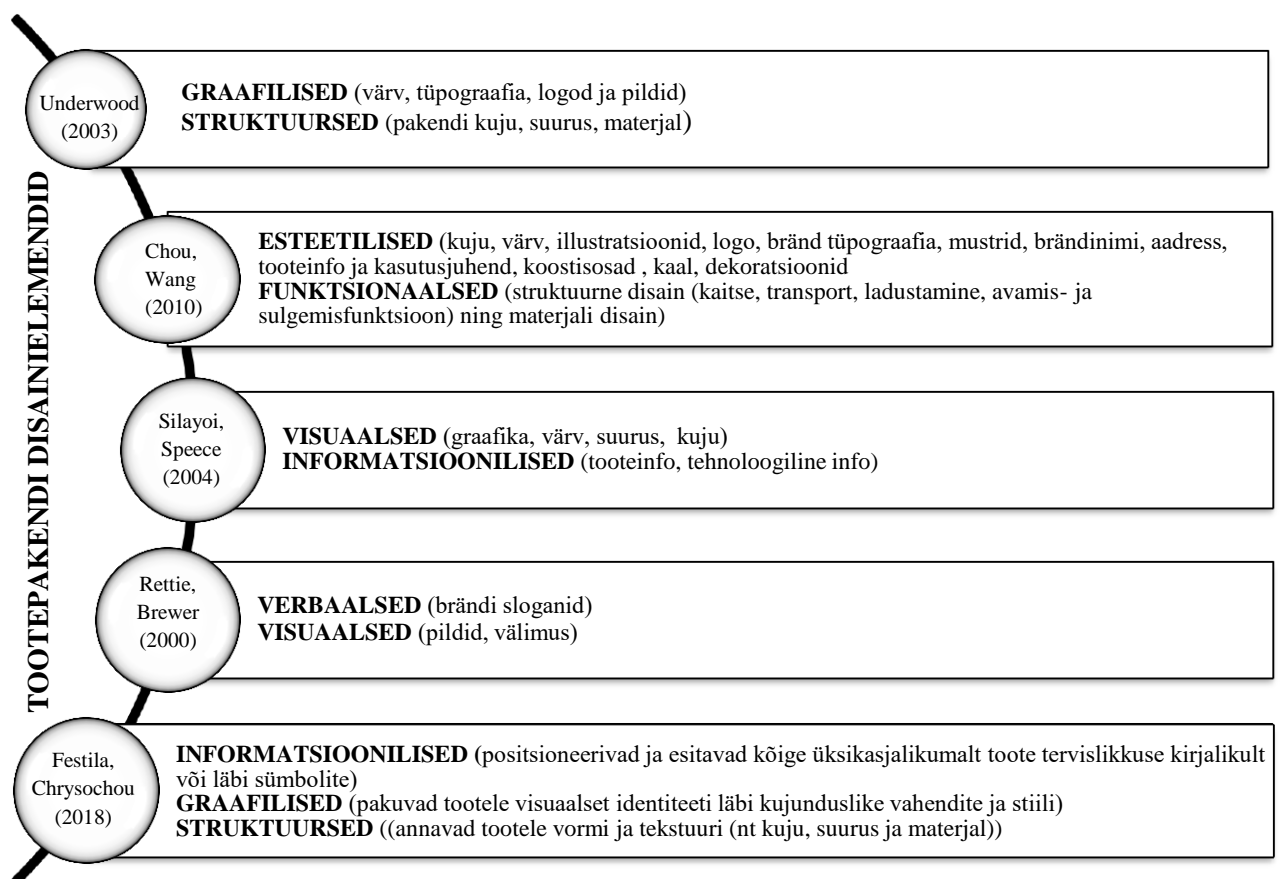 TOOTEPAKENDI DISAINIELEMENDID
Underwood
(2003)
GRAAFILISED (värv, tüpograafia, logod ja pildid)
STRUKTUURSED (pakendi kuju, suurus, materjal)
Chou,
Wang
(2010)
ESTEETILISED (kuju, värv, illustratsioonid, logo, bränd tüpograafia, mustrid, brändinimi, aadress,
tooteinfo ja kasutusjuhend, koostisosad , kaal, dekoratsioonid
FUNKTSIONAALSED (struktuurne disain (kaitse, transport, ladustamine, avamis- ja
sulgemisfunktsioon) ning materjali disain)
Silayoi,
Speece
(2004)
VISUAALSED (graafika, värv, suurus, kuju)
INFORMATSIOONILISED (tooteinfo, tehnoloogiline info)
Rettie,
Brewer
(2000)
VERBAALSED (brändi sloganid)
VISUAALSED (pildid, välimus)
Festila,
Chrysochou
(2018)
INFORMATSIOONILISED (positsioneerivad ja esitavad kõige üksikasjalikumalt toote tervislikkuse kirjalikult
või läbi sümbolite)
GRAAFILISED (pakuvad tootele visuaalset identiteeti läbi kujunduslike vahendite ja stiili)
STRUKTUURSED ((annavad tootele vormi ja tekstuuri (nt kuju, suurus ja materjal))